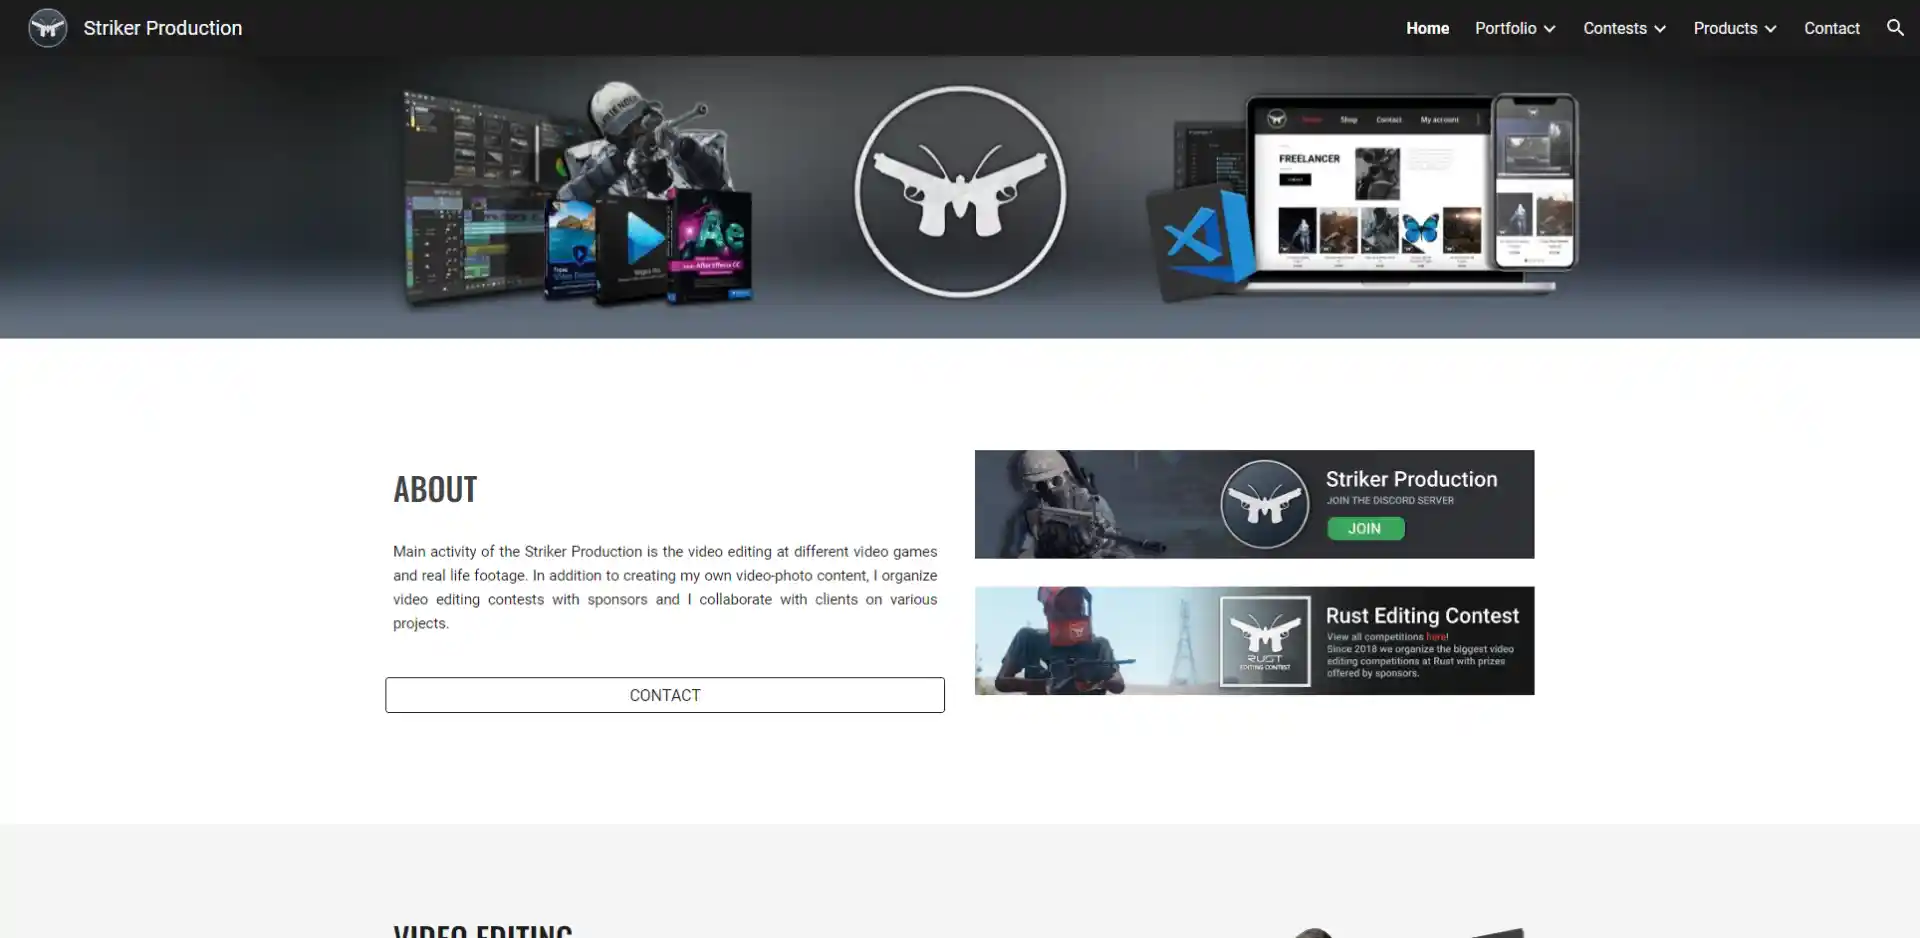 Striker Production
Home
Portfolio
Contests
Products
Contact
Shop
Contact
My account
FREELANCER
Ae
After Effects CC
ABOUT
Main activity of the Striker Production is the video editing at different video games
and real life footage. In addition to creating my own video-photo content, I organize
video editing contests with sponsors and I collaborate with clients on various
projects.
CONTACT
Striker Production
JOIN THE DISCORD SERVER
JOIN
RUST
EDITING CONTEST
Rust Editing Contest
View all competitions here!
Since 2018 we organize the biggest video
editing competitions at Rust with prizes
offered by sponsors.
VIDEO EDITING